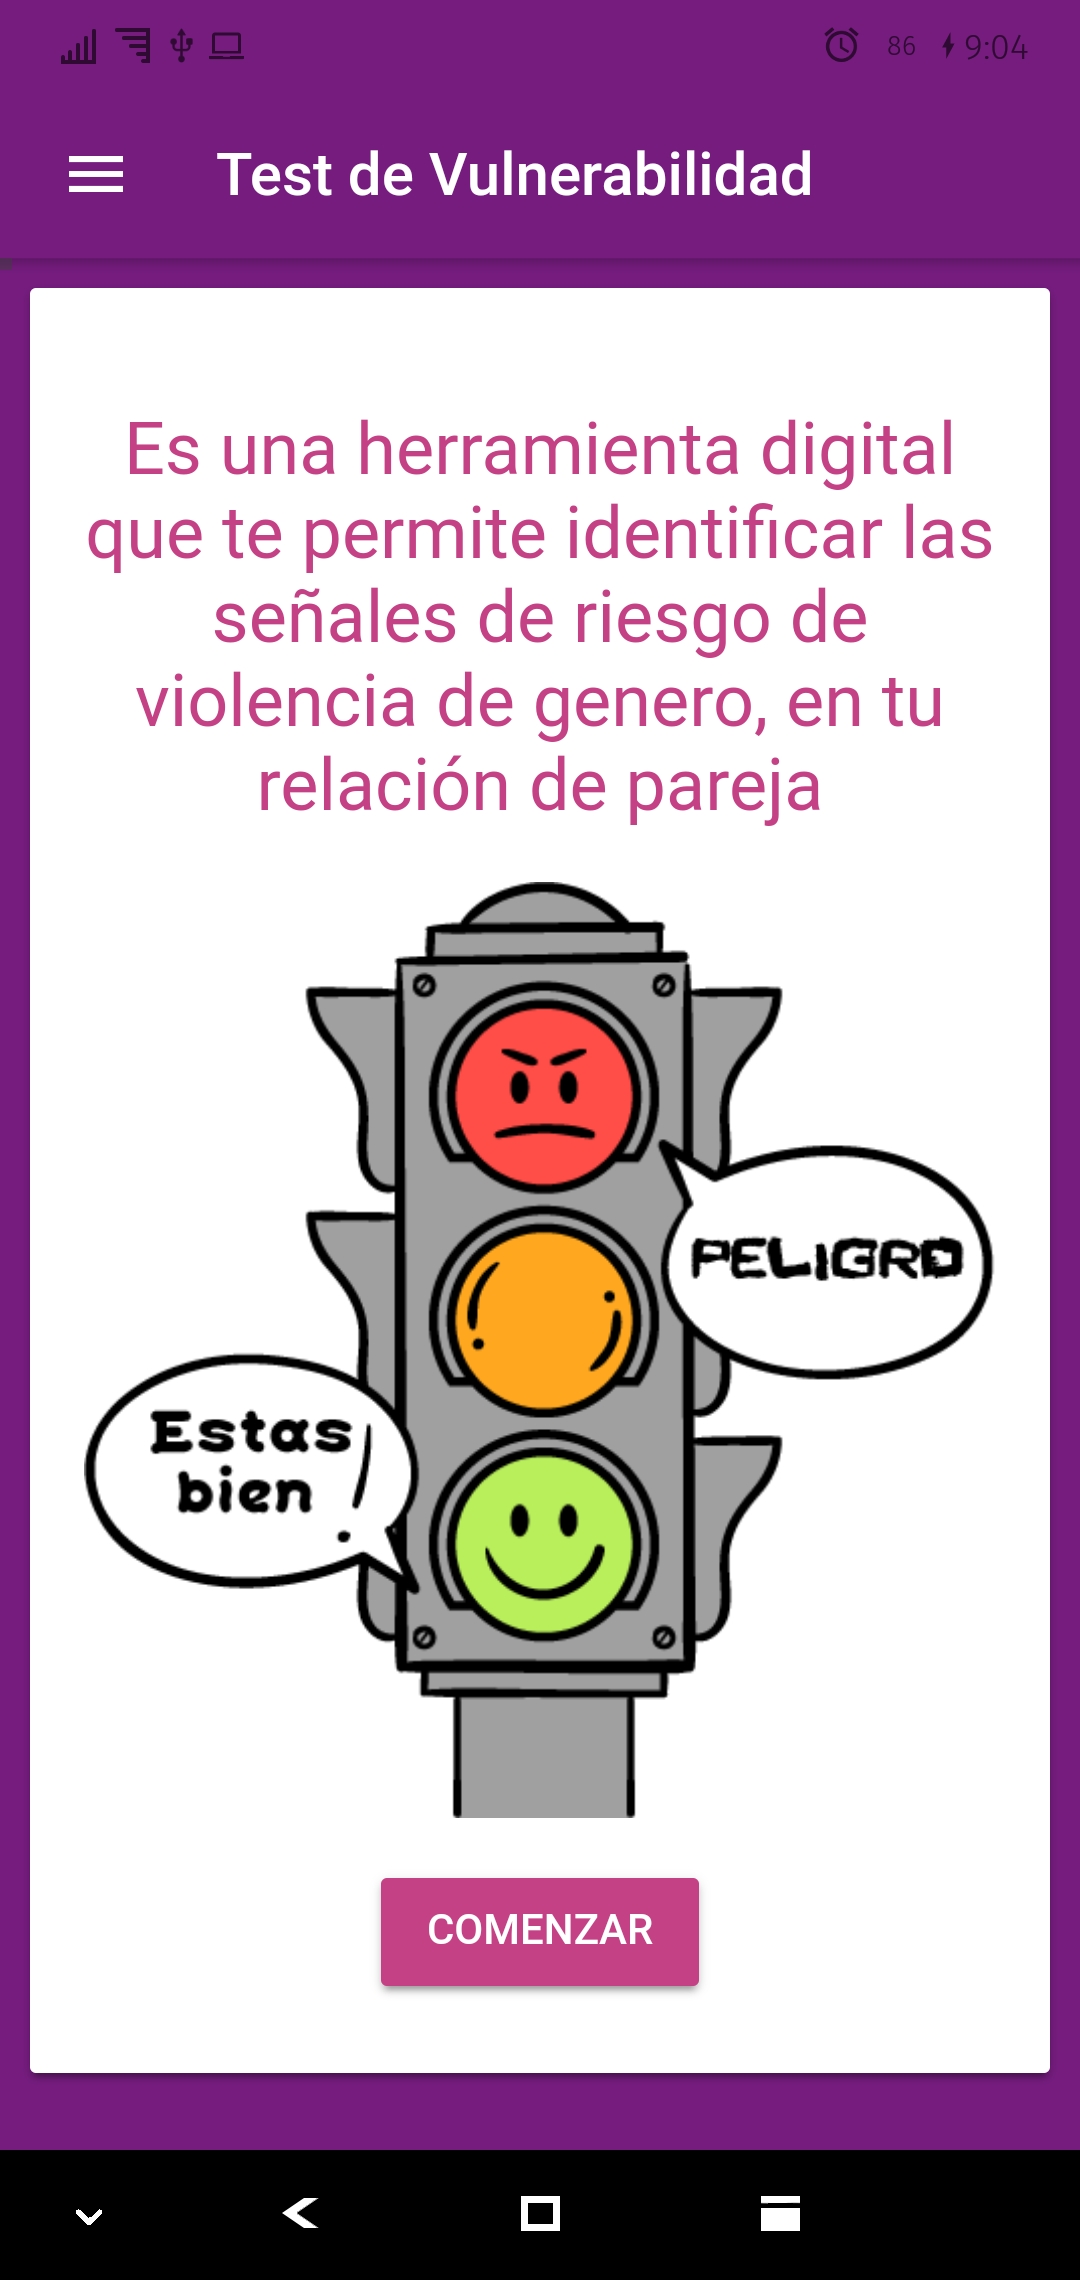 86 9:04
Test de Vulnerabilidad
Es una herramienta digital
que te permite identificar las
señales de riesgo de
violencia de genero, en tu
relación de pareja
PELIGRO
Estas
bien !
COMENZAR